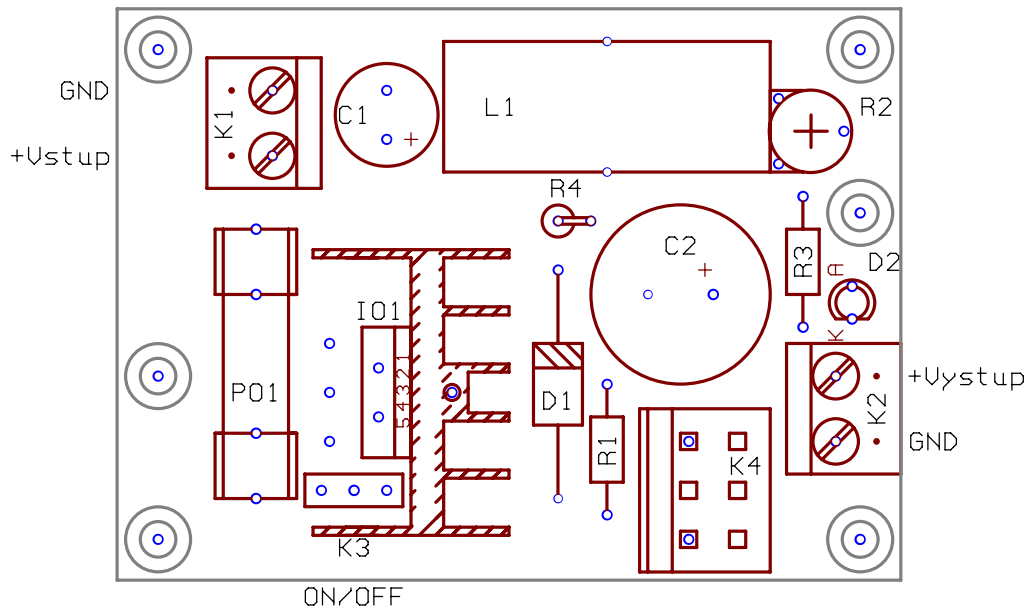 GND
+Vstup
K1
C1
+
L1
R2
R4
C2
+
R3
A
D2
K
IO1
54321
PO1
D1
R1
K4
K2
+Vystup
GND
K3
ON/OFF